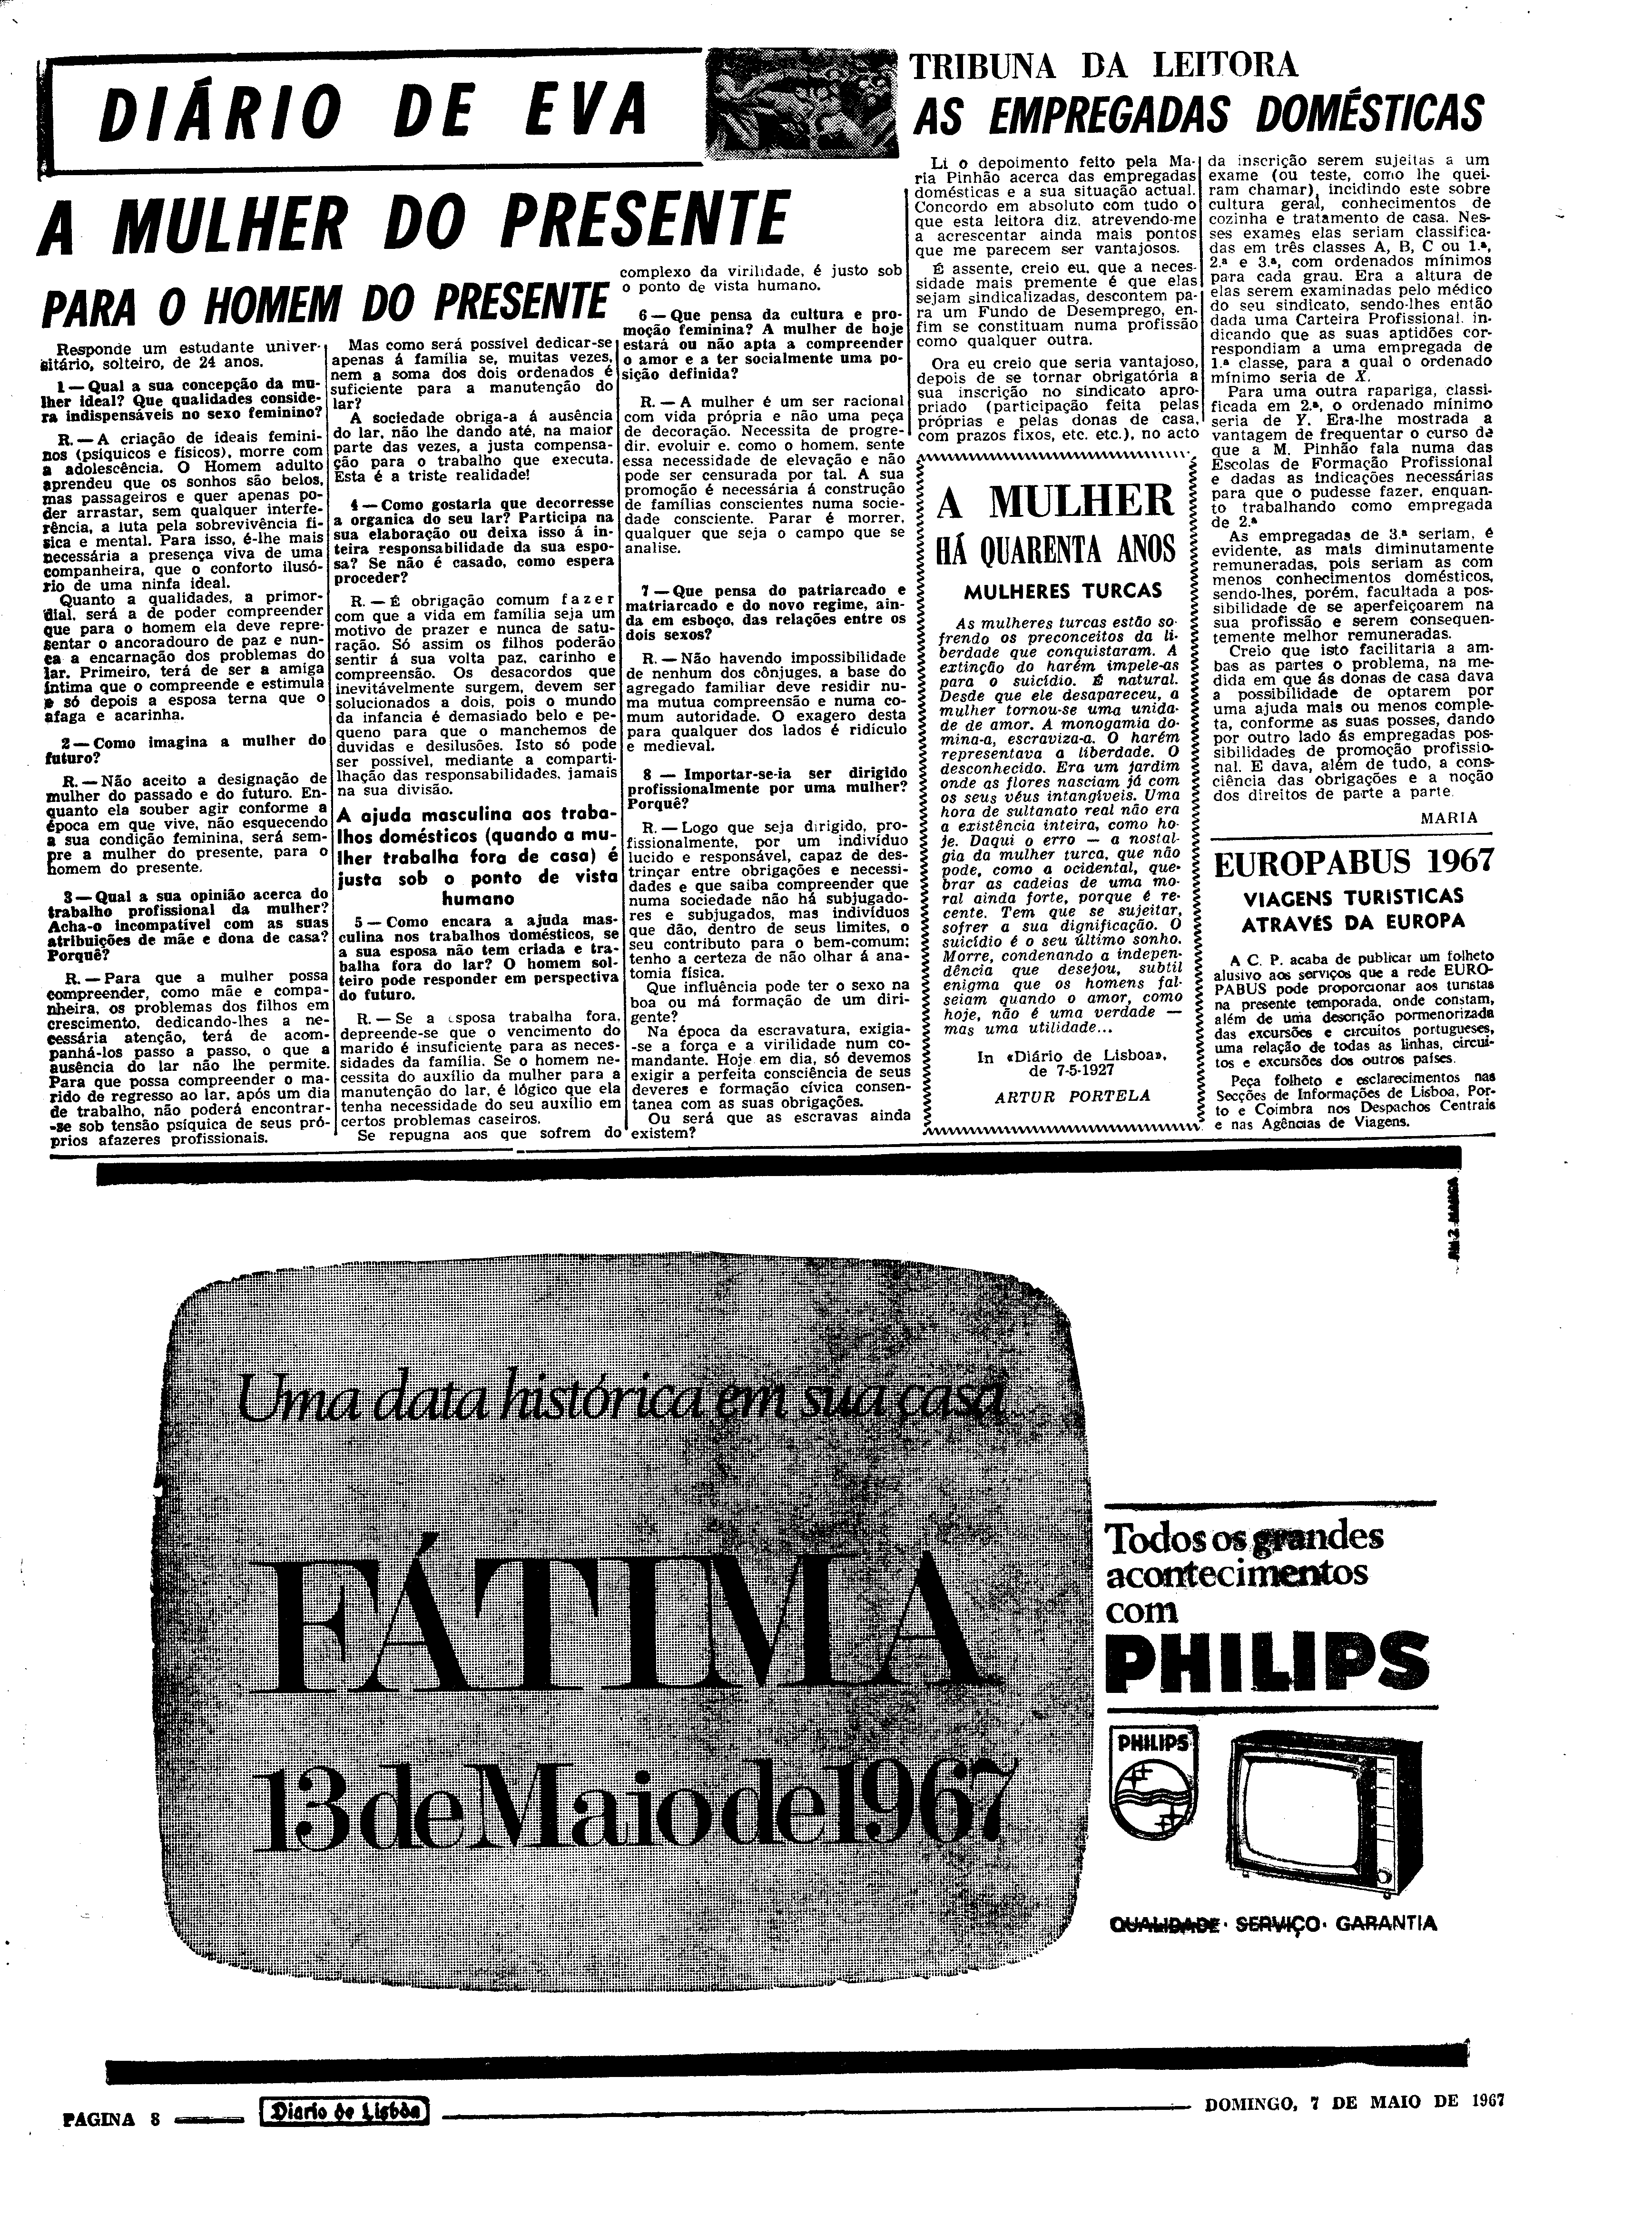 DIÁRIO DE EVA
A MULHER DO PRESENTE
PARA O HOMEM DO PRESENTE
Responde um estudante univer-
sitário, solteiro, de 24 anos.
1 — Qual a sua concepção da mu-
lher ideal? Que qualidades conside-
ra indispensáveis no sexo feminino?
R. — A criação de ideais femini-
nos (psíquicos e físicos), morre com
a adolescência. O Homem adulto
aprendeu que os sonhos são belos,
mas passageiros e quer apenas po-
der arrastar, sem qualquer interfe-
rência, a luta pela sobrevivência fí-
sica e mental. Para isso, é-lhe mais
necessária a presença viva de uma
companheira, que o conforto ilusó-
rio de uma ninfa ideal.
Quanto a qualidades, a primor-
dial, será a de poder compreender
que para o homem ela deve repre-
sentar o ancoradouro de paz e nun-
ca a encarnação dos problemas do
lar. Primeiro, terá de ser a amiga
íntima que o compreende e estimula
e só depois a esposa terna que o
afaga e acarinha.
2 — Como imagina a mulher do
futuro?
R. — Não aceito a designação de
mulher do passado e do futuro. En-
quanto ela souber agir conforme a
época em que vive, não esquecendo
a sua condição feminina, será sem-
pre a mulher do presente, para o
homem do presente.
3 — Qual a sua opinião acerca do
trabalho profissional da mulher?
Acha-o incompatível com as suas
atribuições de mãe e dona de casa?
Porquê?
R. — Para que a mulher possa
compreender, como mãe e compa-
nheira, os problemas dos filhos em
crescimento, dedicando-lhes a ne-
cessária atenção, terá de acom-
panhá-los passo a passo, o que a
ausência do lar não lhe permite.
Para que possa compreender o ma-
rido de regresso ao lar, após um dia
de trabalho, não poderá encontrar-
-se sob tensão psíquica de seus pró-
prios afazeres profissionais.
Mas como será possível dedicar-se
apenas á família se, muitas vezes,
nem a soma dos dois ordenados é
suficiente para a manutenção do
lar?
A sociedade obriga-a á ausência
do lar, não lhe dando até, na maior
parte das vezes, a justa compensa-
ção para o trabalho que executa.
Esta é a triste realidade!
4 — Como gostaria que decorresse
a organica do seu lar? Participa na
sua elaboração ou deixa isso á in-
teira responsabilidade da sua espo-
sa? Se não é casado, como espera
proceder?
R. — É obrigação comum fazer
com que a vida em família seja um
motivo de prazer e nunca de satu-
ração. Só assim os filhos poderão
sentir á sua volta paz, carinho e
compreensão. Os desacordos que
inevitávelmente surgem, devem ser
solucionados a dois, pois o mundo
da infancia é demasiado belo e pe-
queno para que o manchemos de
duvidas e desilusões. Isto só pode
ser possível, mediante a comparti-
lhação das responsabilidades, jamais
na sua divisão.
A ajuda masculina aos traba-
lhos domésticos (quando a mu-
lher trabalha fora de casa) é
justa sob o ponto de vista
humano
5 — Como encara a ajuda mas-
culina nos trabalhos domésticos, se
a sua esposa não tem criada e tra-
balha fora do lar? O homem sol-
teiro pode responder em perspectiva
do futuro.
R. — Se a esposa trabalha fora,
depreende-se que o vencimento do
marido é insuficiente para as neces-
sidades da família. Se o homem ne-
cessita do auxílio da mulher para a
manutenção do lar, é lógico que ela
tenha necessidade do seu auxílio em
certos problemas caseiros.
Se repugna aos que sofrem do
complexo da virilidade, é justo sob
o ponto de vista humano.
6 — Que pensa da cultura e pro-
moção feminina? A mulher de hoje
estará ou não apta a compreender
o amor e a ter socialmente uma po-
sição definida?
R. — A mulher é um ser racional
com vida própria e não uma peça
de decoração. Necessita de progre-
dir, evoluir e, como o homem, sente
essa necessidade de elevação e não
pode ser censurada por tal. A sua
promoção é necessária á construção
de famílias conscientes numa socie-
dade consciente. Parar é morrer,
qualquer que seja o campo que se
analise.
7 — Que pensa do patriarcado e
matriarcado e do novo regime, ain-
da em esboço, das relações entre os
dois sexos?
R. — Não havendo impossibilidade
de nenhum dos cônjuges, a base do
agregado familiar deve residir nu-
ma mutua compreensão e numa co-
mum autoridade. O exagero desta
para qualquer dos lados é ridículo
e medieval.
8 — Importar-se-ia ser dirigido
profissionalmente por uma mulher?
Porquê?
R. — Logo que seja dirigido, pro-
fissionalmente, por um indivíduo
lucido e responsável, capaz de des-
trinçar entre obrigações e necessi-
dades e que saiba compreender que
numa sociedade não há subjugado-
res e subjugados, mas indivíduos
que dão, dentro de seus limites, o
seu contributo para o bem-comum;
tenho a certeza de não olhar á ana-
tomia física.
Que influência pode ter o sexo na
boa ou má formação de um diri-
gente?
Na época da escravatura, exigia-
-se a força e a virilidade num co-
mandante. Hoje em dia, só devemos
exigir a perfeita consciência de seus
deveres e formação cívica consen-
tanea com as suas obrigações.
Ou será que as escravas ainda
existem?
TRIBUNA DA LEITORA
AS EMPREGADAS DOMÉSTICAS
Li o depoimento feito pela Ma-
ria Pinhão acerca das empregadas
domésticas e a sua situação actual.
Concordo em absoluto com tudo o
que esta leitora diz, atrevendo-me
a acrescentar ainda mais pontos
que me parecem ser vantajosos.
É assente, creio eu, que a neces-
sidade mais premente é que elas
sejam sindicalizadas, descontem pa-
ra um Fundo de Desemprego, en-
fim se constituam numa profissão
como qualquer outra.
Ora eu creio que seria vantajoso,
depois de se tornar obrigatória a
sua inscrição no sindicato apro-
priado (participação feita pelas
próprias e pelas donas de casa,
com prazos fixos, etc. etc.), no acto
da inscrição serem sujeitas a um
exame (ou teste, como lhe quei-
ram chamar), incidindo este sobre
cultura geral, conhecimentos de
cozinha e tratamento de casa. Nes-
ses exames elas seriam classifica-
das em três classes A, B, C ou 1.ª,
2.ª e 3.ª, com ordenados mínimos
para cada grau. Era a altura de
elas serem examinadas pelo médico
do seu sindicato, sendo-lhes então
dada uma Carteira Profissional, in-
dicando que as suas aptidões cor-
respondiam a uma empregada de
1.ª classe, para a qual o ordenado
mínimo seria de X.
Para uma outra rapariga, classi-
ficada em 2.ª, o ordenado mínimo
seria de Y. Era-lhe mostrada a
vantagem de frequentar o curso de
que a M. Pinhão fala numa das
Escolas de Formação Profissional
e dadas as indicações necessárias
para que o pudesse fazer, enquan-
to trabalhando como empregada
de 2.ª
As empregadas de 3.ª seriam, é
evidente, as mais diminutamente
remuneradas, pois seriam as com
menos conhecimentos domésticos,
sendo-lhes, porém, facultada a pos-
sibilidade de se aperfeiçoarem na
sua profissão e serem consequen-
temente melhor remuneradas.
Creio que isto facilitaria a am-
bas as partes o problema, na me-
dida em que ás donas de casa dava
a possibilidade de optarem por
uma ajuda mais ou menos comple-
ta, conforme as suas posses, dando
por outro lado ás empregadas pos-
sibilidades de promoção profissio-
nal. E dava, além de tudo, a cons-
ciência das obrigações e a noção
dos direitos de parte a parte.
MARIA
A MULHER
HÁ QUARENTA ANOS
MULHERES TURCAS
As mulheres turcas estão so-
frendo os preconceitos da li-
berdade que conquistaram. A
extinção do harém impele-as
para o suicídio. É natural.
Desde que ele desapareceu, a
mulher tornou-se uma unida-
de de amor. A monogamia do-
mina-a, escraviza-a. O harém
representava a liberdade. O
desconhecido. Era um jardim
onde as flores nasciam já com
os seus véus intangíveis. Uma
hora de sultanato real não era
a existência inteira, como ho-
je. Daqui o erro — a nostal-
gia da mulher turca, que não
pode, como a ocidental, que-
brar as cadeias de uma mo-
ral ainda forte, porque é re-
cente. Tem que se sujeitar,
sofrer a sua dignificação. O
suicídio é o seu último sonho.
Morre, condenando a indepen-
dência que desejou, subtil
enigma que os homens fal-
seiam quando o amor, como
hoje, não é uma verdade —
mas uma utilidade...
In «Diário de Lisboa»,
de 7-5-1927
ARTUR PORTELA
EUROPABUS 1967
VIAGENS TURISTICAS
ATRAVÉS DA EUROPA
A C. P. acaba de publicar um folheto
alusivo aos serviços que a rede EURO-
PABUS pode proporcionar aos turistas
na presente temporada, onde constam,
além de uma descrição pormenorizada
das excursões e circuitos portugueses,
uma relação de todas as linhas, circui-
tos e excursões dos outros países.
Peça folheto e esclarecimentos nas
Secções de Informações de Lisboa, Por-
to e Coimbra nos Despachos Centrais
e nas Agências de Viagens.
Uma data histórica em sua casa
FÁTIMA
13 de Maio de 1967
Todos os grandes
acontecimentos
com
PHILIPS
PHILIPS
QUALIDADE · SERVIÇO · GARANTIA
PAGINA 8
Diario de Lisbôa
DOMINGO, 7 DE MAIO DE 1967